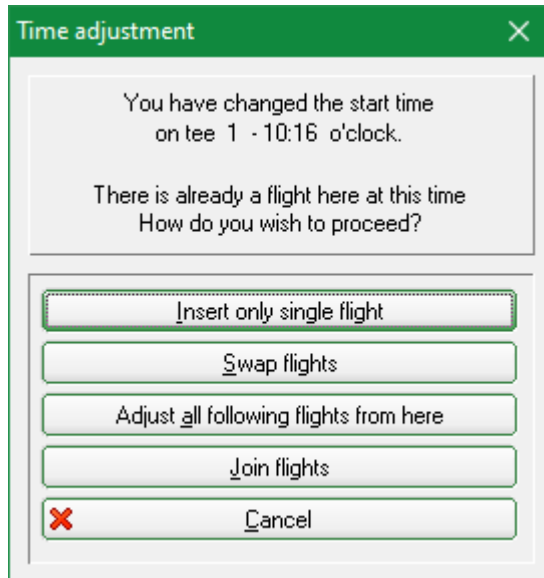 Time adjustment
You have changed the start time
on tee 1 - 10:16 o'clock.
There is already a flight here at this time
How do you wish to proceed?
Insert only single flight
Swap flights
Adjust all following flights from here
Join flights
Cancel